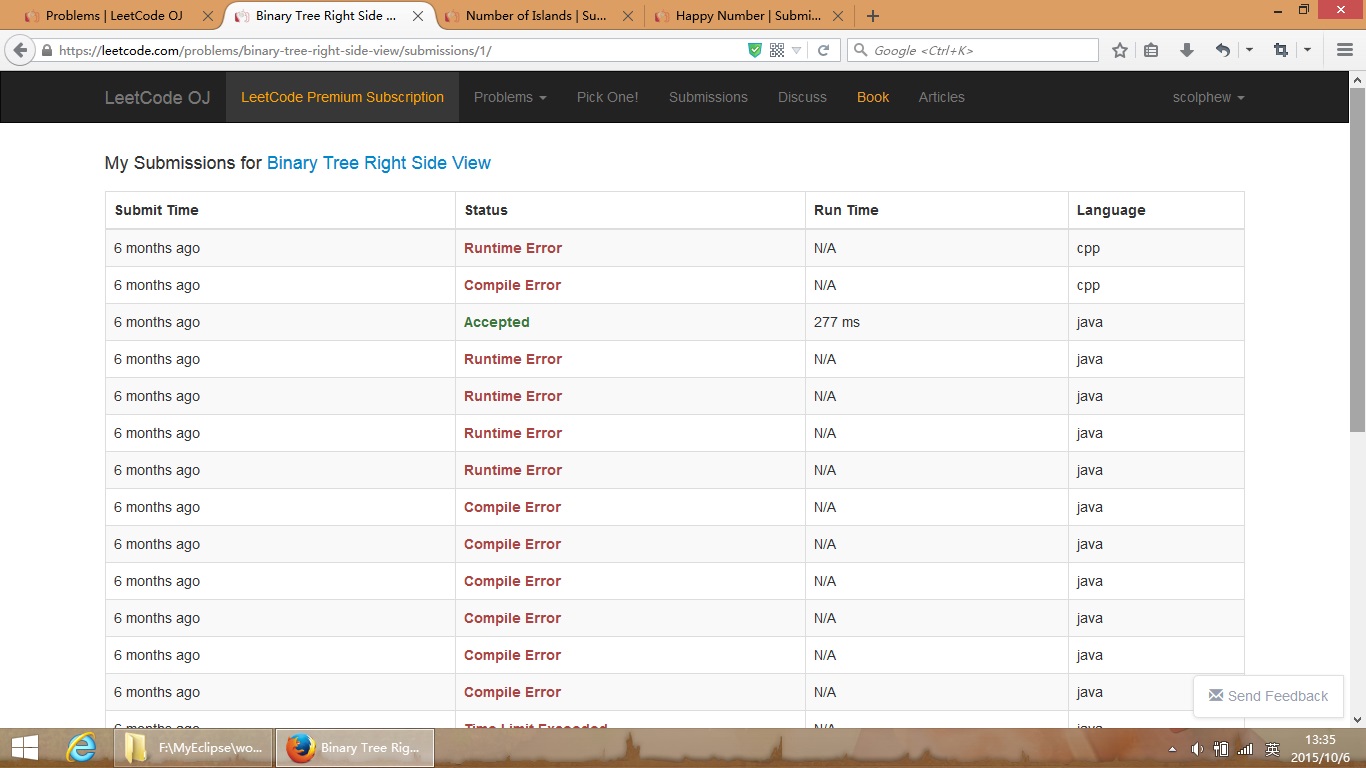 Problems | LeetCode OJ
Binary Tree Right Side ...
Number of Islands | Su...
Happy Number | Submi...
https://leetcode.com/problems/binary-tree-right-side-view/submissions/1/
Google <Ctrl+K>
LeetCode OJ
LeetCode Premium Subscription
Problems
Pick One!
Submissions
Discuss
Book
Articles
scolphew
My Submissions for Binary Tree Right Side View
Submit Time Status Run Time Language
6 months ago Runtime Error N/A cpp
6 months ago Compile Error N/A cpp
6 months ago Accepted 277 ms java
6 months ago Runtime Error N/A java
6 months ago Runtime Error N/A java
6 months ago Runtime Error N/A java
6 months ago Runtime Error N/A java
6 months ago Compile Error N/A java
6 months ago Compile Error N/A java
6 months ago Compile Error N/A java
6 months ago Compile Error N/A java
6 months ago Compile Error N/A java
6 months ago Compile Error N/A java
6 months ago Time Limit Exceeded N/A java
Send Feedback
F:\MyEclipse\wo...
Binary Tree Rig...
英
13:35
2015/10/6